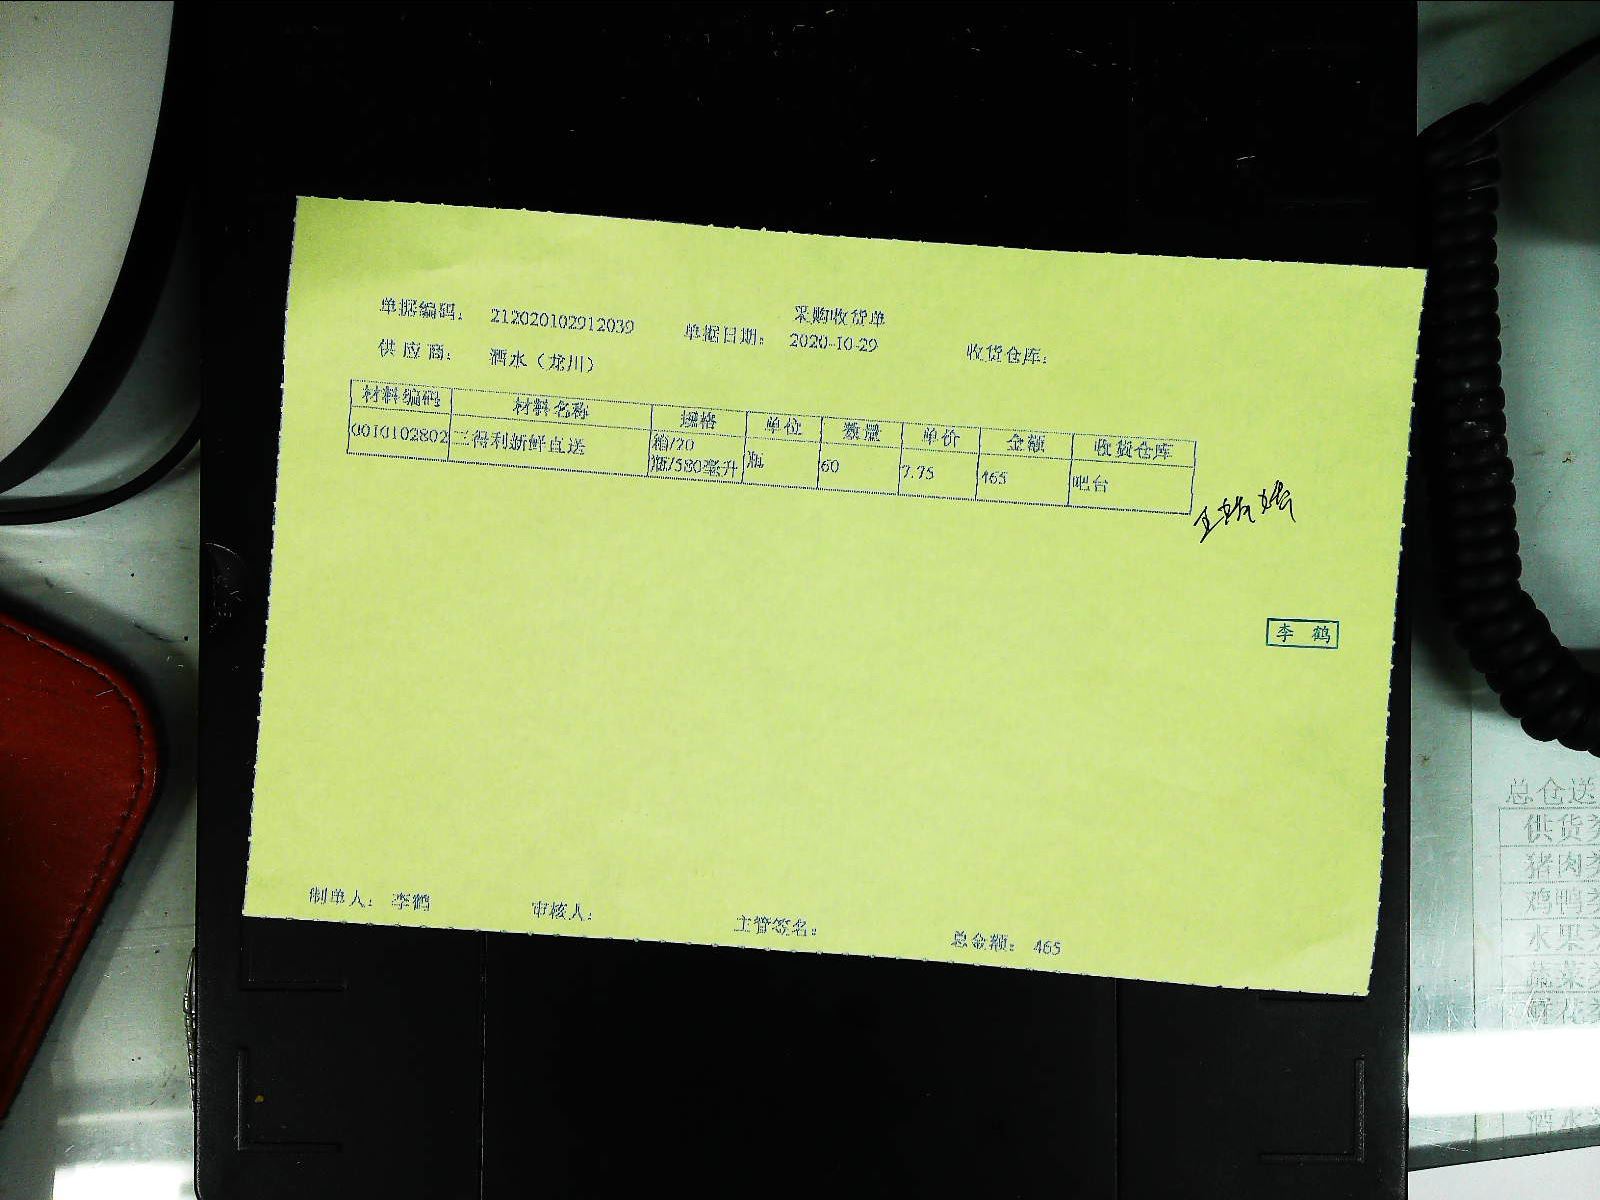 采购收货单
单据编码： 212020102912039 单据日期： 2020-10-29 收货仓库：
供应商： 酒水（龙川）
材料编码 材料名称 规格 单位 数量 单价 金额 收货仓库
0010102802 三得利新鲜直送 箱/20瓶/580毫升 瓶 60 7.75 465 吧台
李 鹤
制单人： 李鹤 审核人： 主管签名： 总金额： 465
总仓送
供货
猪肉
鸡鸭
水果
蔬菜
鲜花
酒水